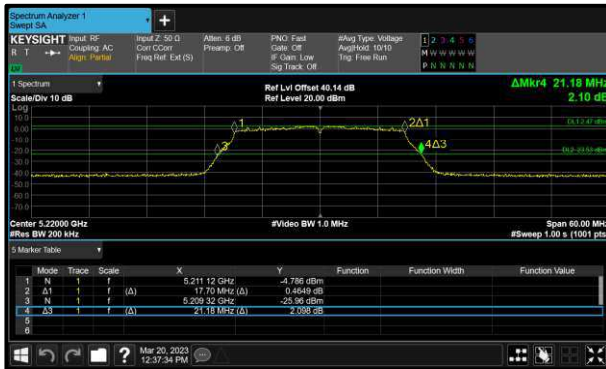 Spectrum Analyzer 1
Swept SA
KEYSIGHT Input: RF Input Z: 50 Ω Atten: 6 dB PNO: Fast #Avg Type: Voltage 1 2 3 4 5 6
R T Coupling: AC Corr CCorr Preamp: Off Gate: Off Avg|Hold: 10/10 M W W W W W
Align: Partial Freq Ref: Ext (S) IF Gain: Low Trig: Free Run
Sig Track: Off P N N N N N
1 Spectrum Ref Lvl Offset 40.14 dB ΔMkr4 21.18 MHz
Scale/Div 10 dB Ref Level 20.00 dBm 2.10 dB
Log
10.0
0.00
-10.0
-20.0
-30.0
-40.0
-50.0
-60.0
-70.0
1 2Δ1 DL1 2.47 dBm
3 4Δ3 DL2 -23.53 dBm
Center 5.22000 GHz #Video BW 1.0 MHz Span 60.00 MHz
#Res BW 200 kHz #Sweep 1.00 s (1001 pts)
5 Marker Table
Mode Trace Scale X Y Function Function Width Function Value
1 N 1 f 5.211 12 GHz -4.786 dBm
2 Δ1 1 f (Δ) 17.70 MHz (Δ) 0.4649 dB
3 N 1 f 5.209 32 GHz -25.96 dBm
4 Δ3 1 f (Δ) 21.18 MHz (Δ) 2.098 dB
5
6
? Mar 20, 2023
12:37:34 PM